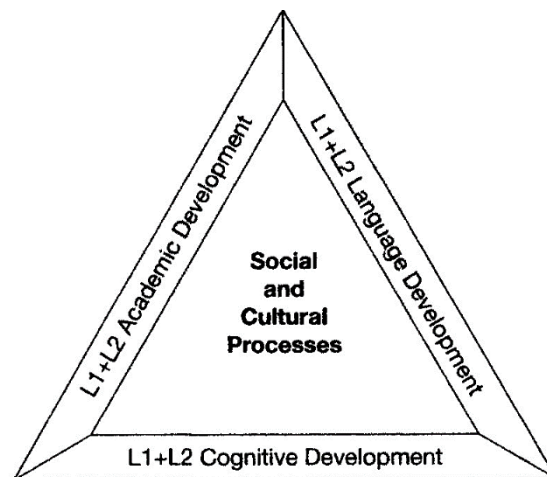 L1+L2 Academic Development
L1+L2 Language Development
Social
and
Cultural
Processes
L1+L2 Cognitive Development